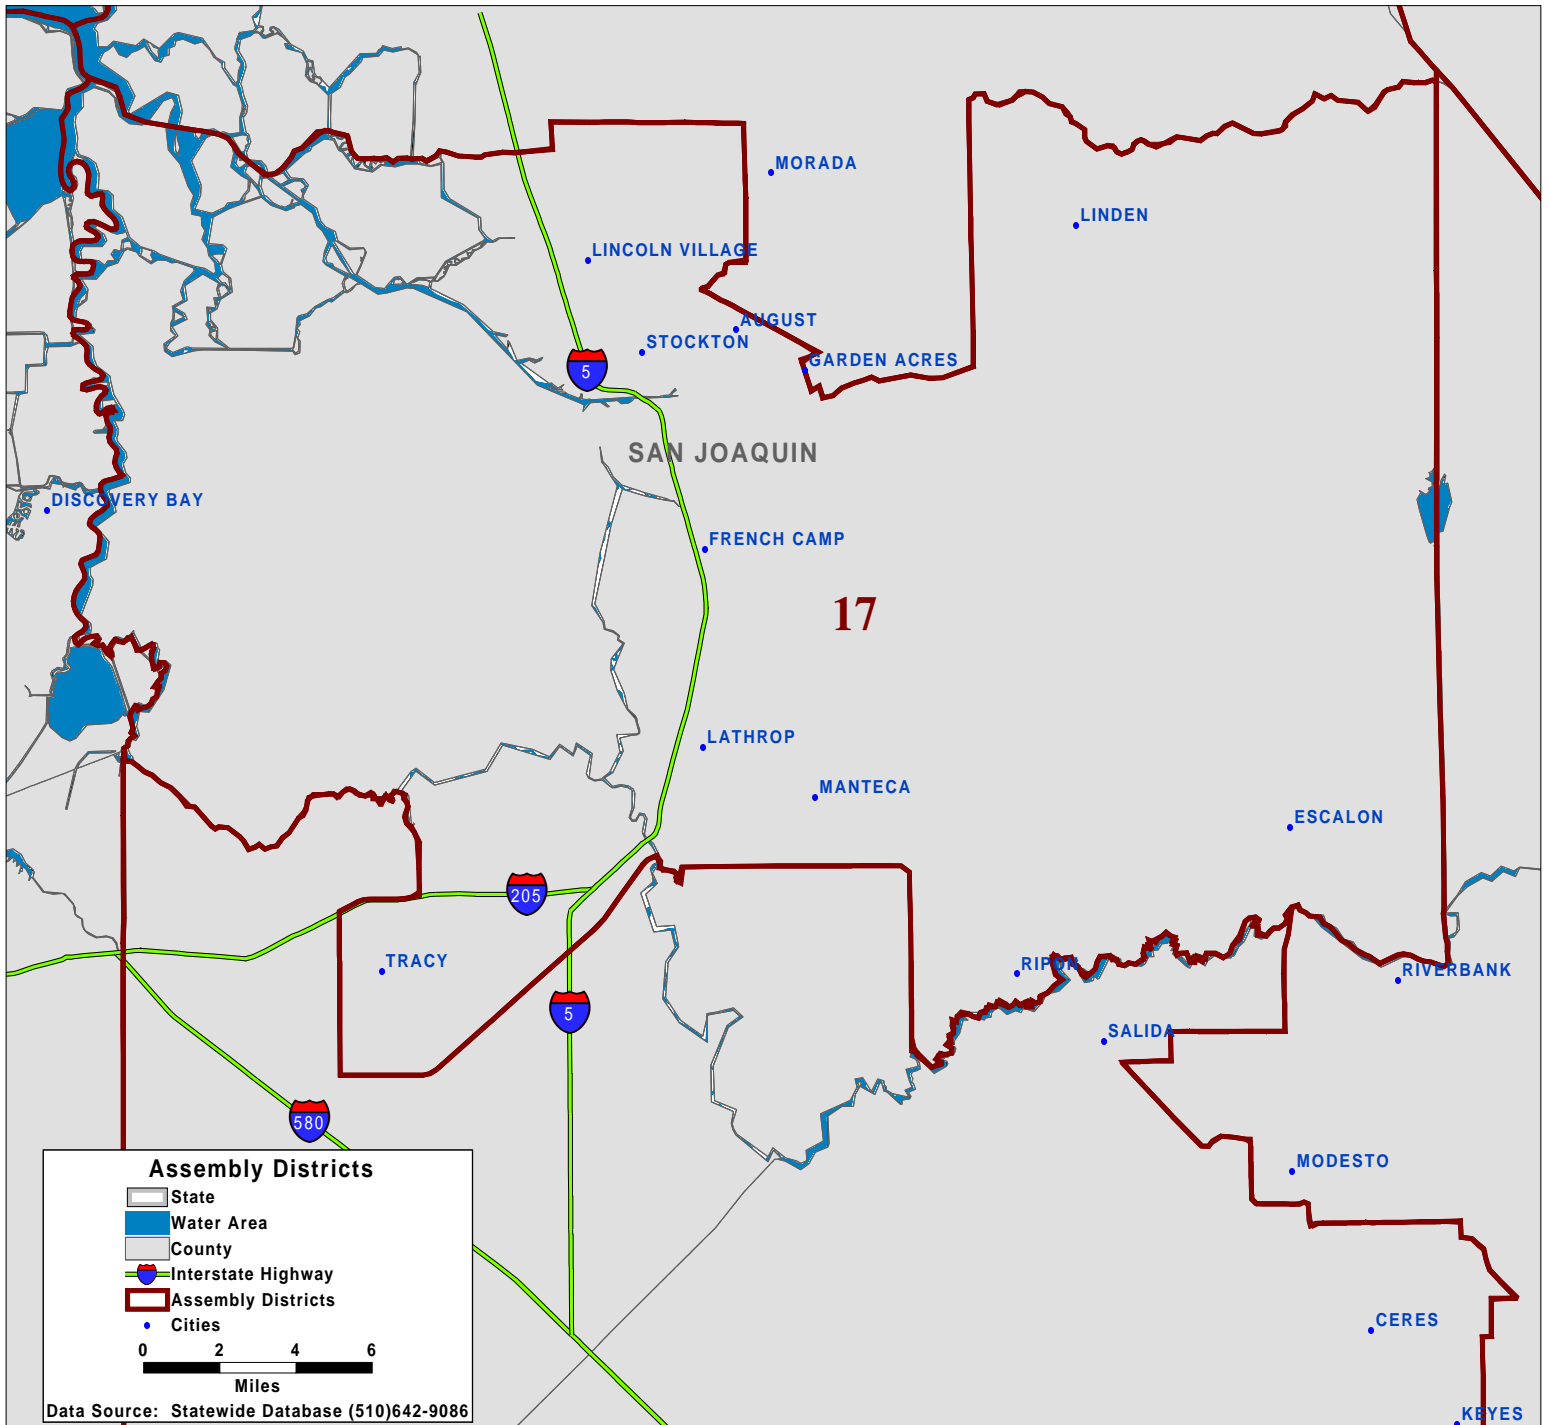 MORADA
LINDEN
LINCOLN VILLAGE
AUGUST
STOCKTON
GARDEN ACRES
5
SAN JOAQUIN
DISCOVERY BAY
FRENCH CAMP
17
LATHROP
MANTECA
ESCALON
205
TRACY
RIPON
RIVERBANK
5
SALIDA
580
MODESTO
CERES
KEYES
Assembly Districts
State
Water Area
County
Interstate Highway
Assembly Districts
Cities
0 2 4 6
Miles
Data Source: Statewide Database (510)642-9086